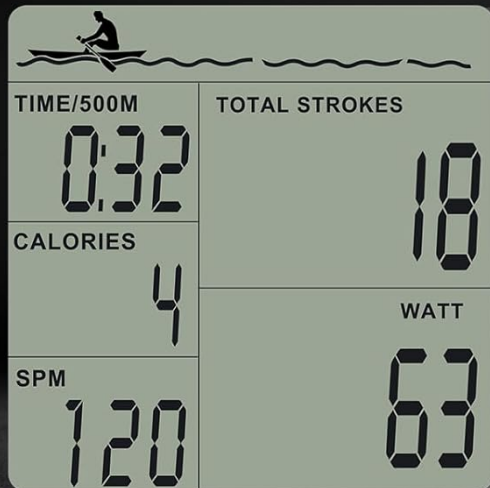 TIME/500M
0:32
TOTAL STROKES
18
CALORIES
4
SPM
120
WATT
63